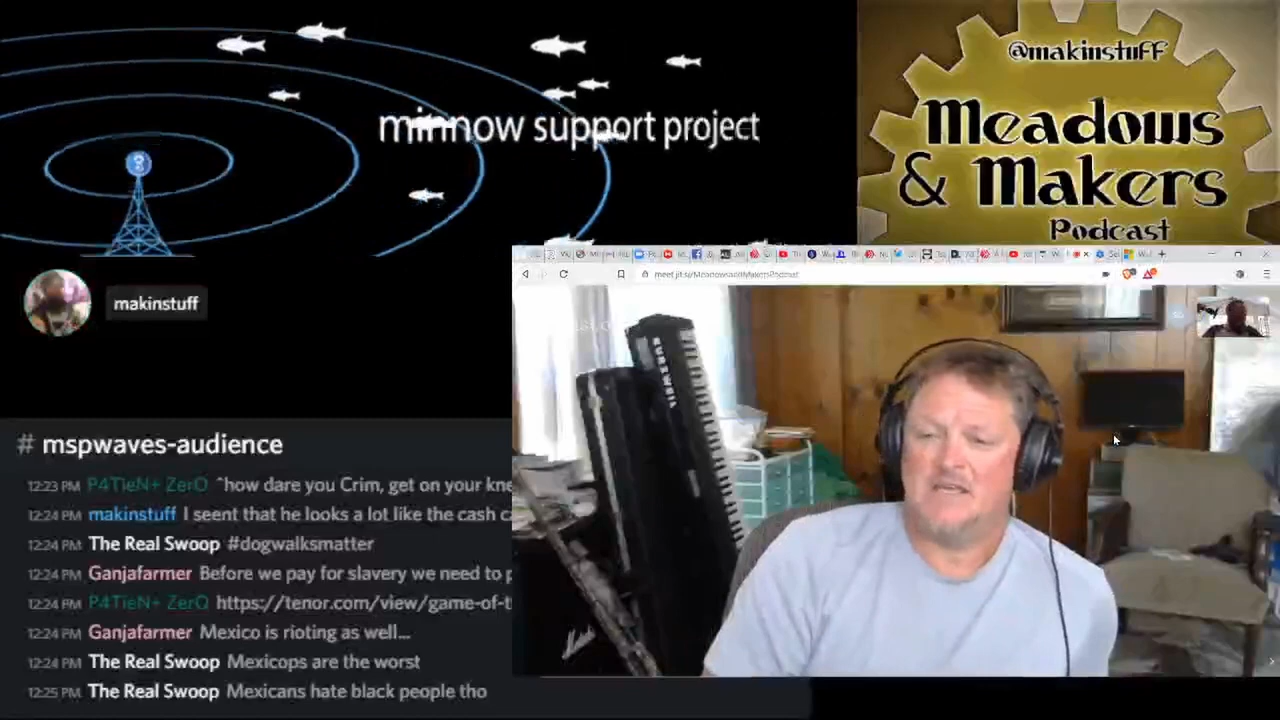 minnow support project
@makinstuff
Meadows
& Makers
Podcast
makinstuff
meet.jit.si/MeadowsandMakersPodcast
KURZWEIL
# mspwaves-audience
12:23 PM P4TIeN+ ZerO ^how dare you Crim, get on your kne
12:24 PM makinstuff I seent that he looks a lot like the cash c
12:24 PM The Real Swoop #dogwalksmatter
12:24 PM Ganjafarmer Before we pay for slavery we need to p
12:24 PM P4TIeN+ ZerO https://tenor.com/view/game-of-t
12:24 PM Ganjafarmer Mexico is rioting as well...
12:24 PM The Real Swoop Mexicops are the worst
12:25 PM The Real Swoop Mexicans hate black people tho